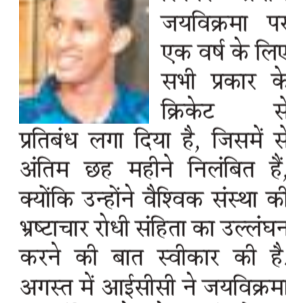 जयविक्रमा पर
एक वर्ष के लिए
सभी प्रकार के
क्रिकेट से
प्रतिबंध लगा दिया है, जिसमें से
अंतिम छह महीने निलंबित हैं,
क्योंकि उन्होंने वैश्विक संस्था की
भ्रष्टाचार रोधी संहिता का उल्लंघन
करने की बात स्वीकार की है.
अगस्त में आईसीसी ने जयविक्रमा